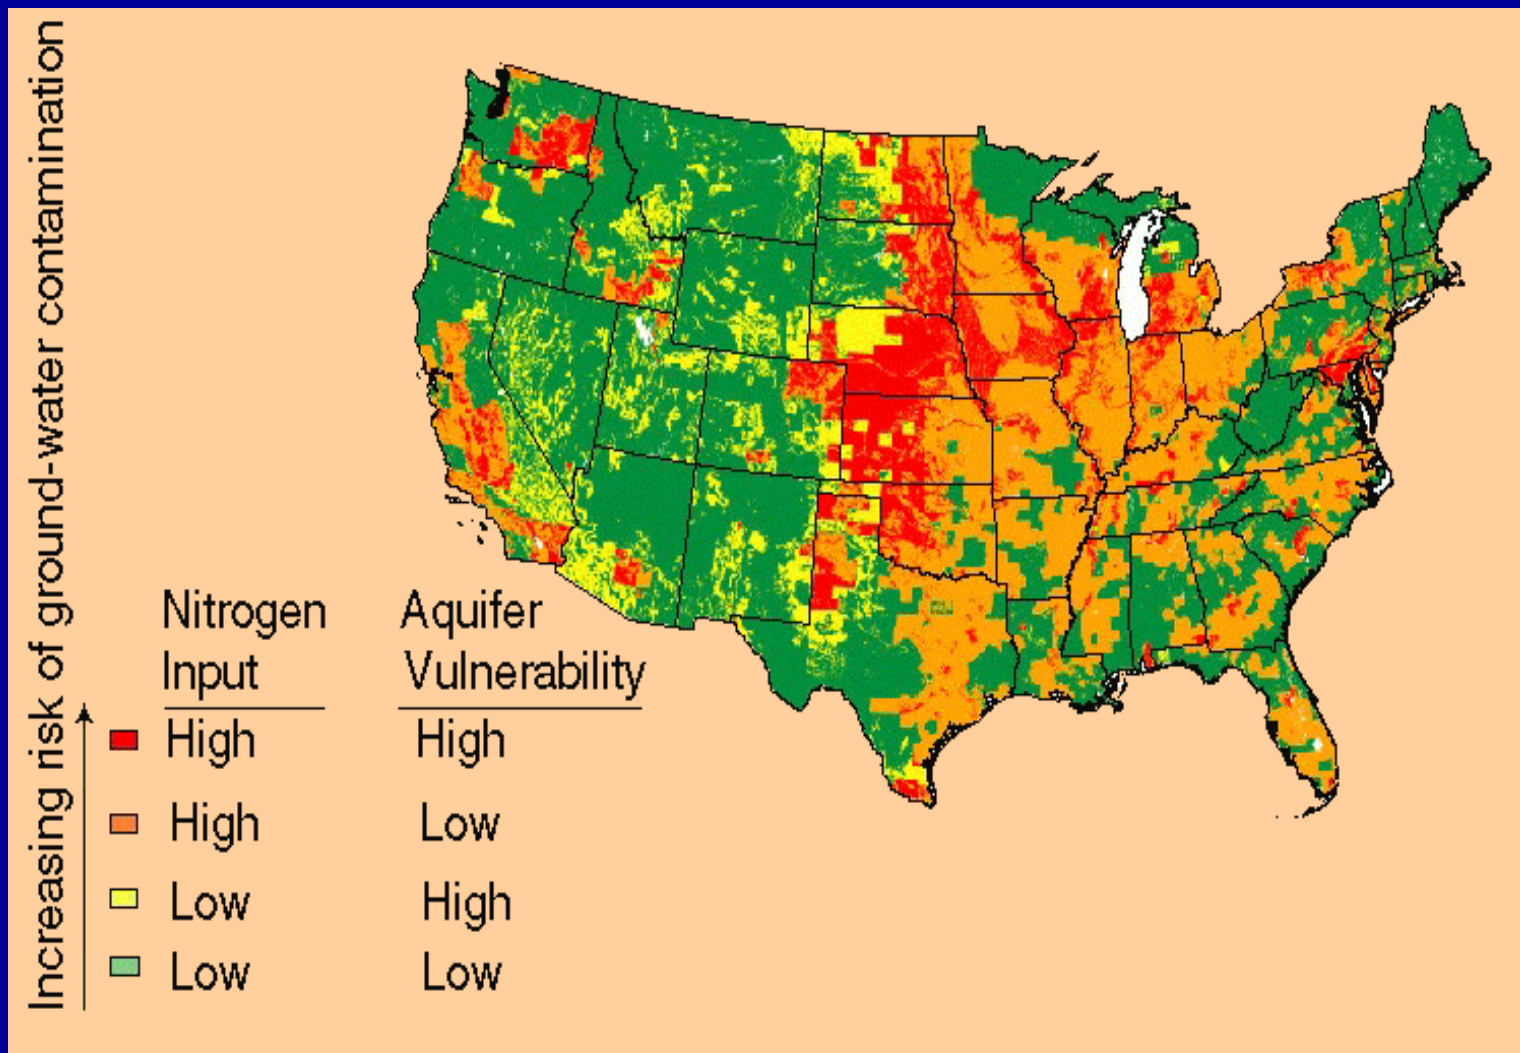 Increasing risk of ground-water contamination
Nitrogen Aquifer
Input Vulnerability
High High
High Low
Low High
Low Low